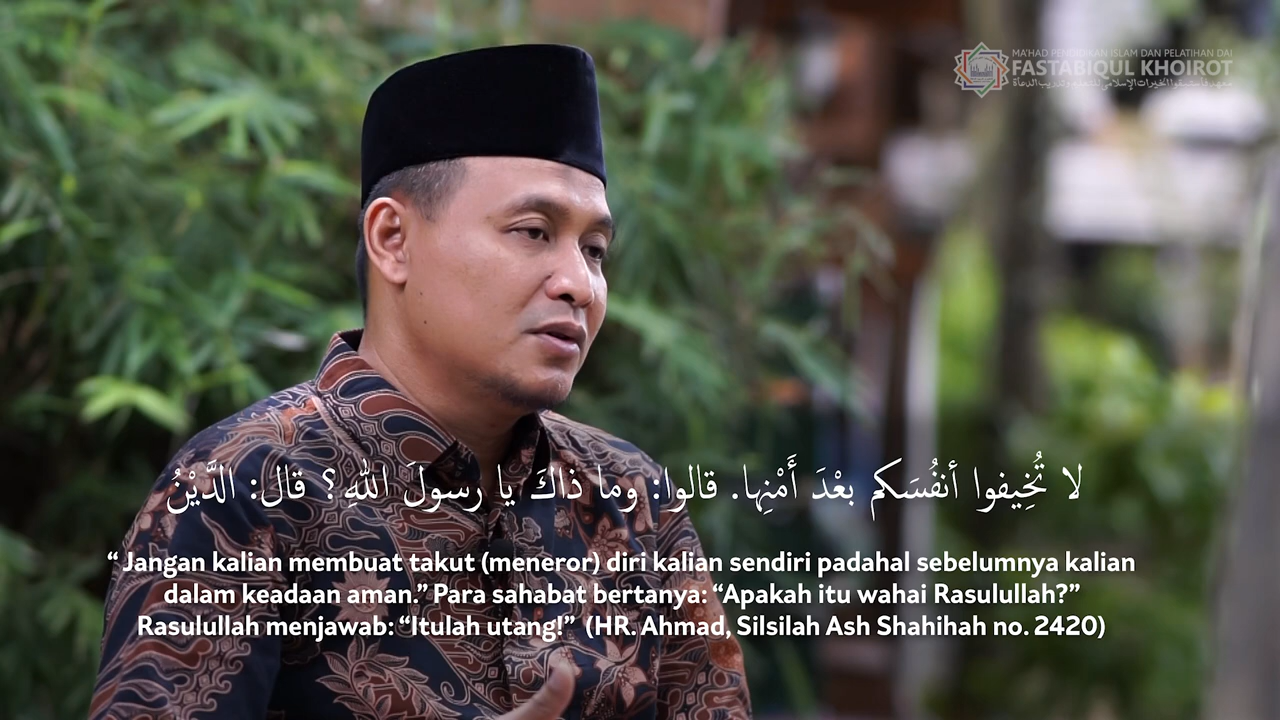 MA'HAD PENDIDIKAN ISLAM DAN PELATIHAN DAI
FASTABIQUL KHOIROT
لا تُخِيفوا أنفُسَكم بعْدَ أَمْنِها. قالوا: وما ذاكَ يا رسولَ اللهِ؟ قال: الَّديْنُ
“ Jangan kalian membuat takut (meneror) diri kalian sendiri padahal sebelumnya kalian
dalam keadaan aman.” Para sahabat bertanya: “Apakah itu wahai Rasulullah?”
Rasulullah menjawab: “Itulah utang!” (HR. Ahmad, Silsilah Ash Shahihah no. 2420)